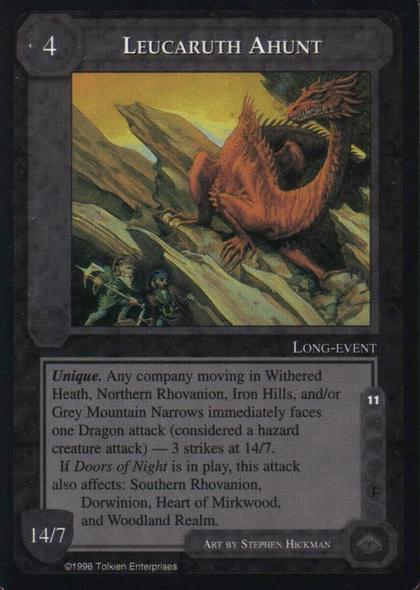 4
LEUCARUTH AHUNT
LONG-EVENT
Unique. Any company moving in Withered
Heath, Northern Rhovanion, Iron Hills, and/or
Grey Mountain Narrows immediately faces
one Dragon attack (considered a hazard
creature attack) — 3 strikes at 14/7.
If Doors of Night is in play, this attack
also affects: Southern Rhovanion,
Dorwinion, Heart of Mirkwood,
and Woodland Realm.
11
F
14/7
ART BY STEPHEN HICKMAN
©1996 Tolkien Enterprises